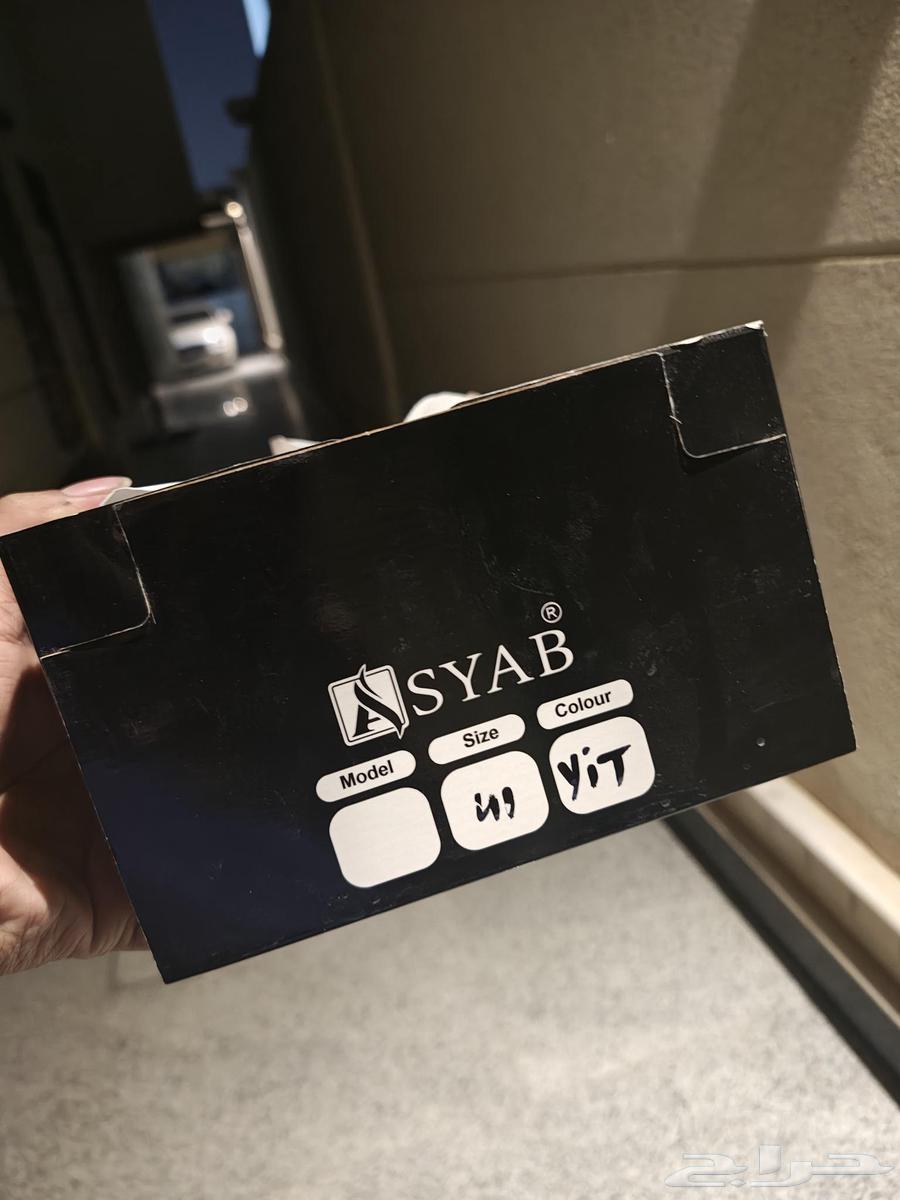 ASYAB®
Model Size Colour
حراج